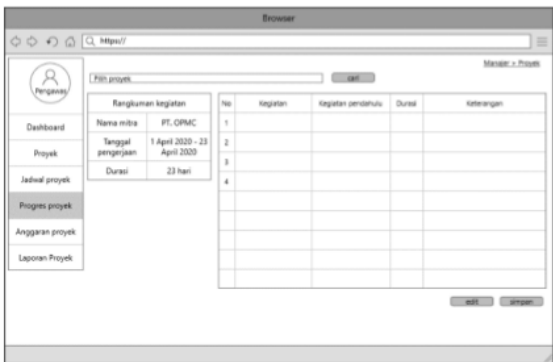 Browser
https://
Manajer > Proyek
Pengawas
Pilih proyek
cari
Dashboard
Proyek
Jadwal proyek
Progres proyek
Anggaran proyek
Laporan Proyek
Rangkuman kegiatan
Nama mitra PT. OPMC
Tanggal pengerjaan 1 April 2020 - 23 April 2020
Durasi 23 hari
No Kegiatan Kegiatan pendahulu Durasi Keterangan
1
2
3
4
edit simpan